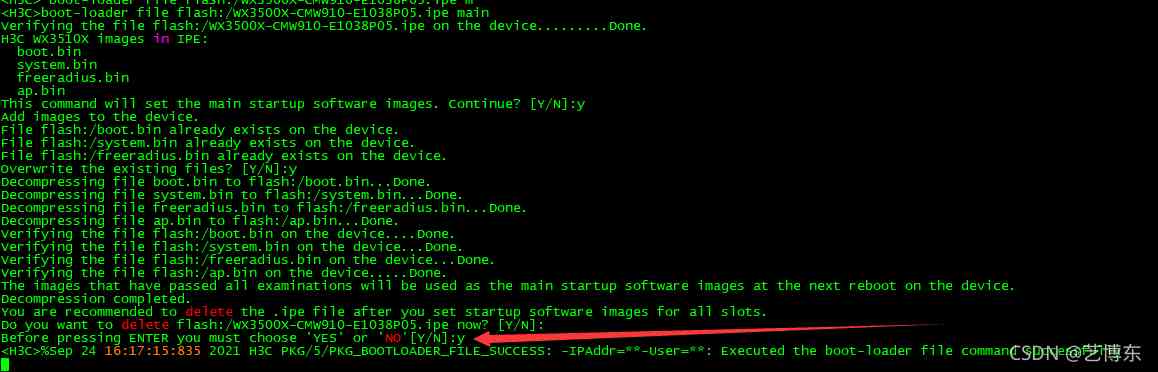 <H3C> boot-loader file flash:/WX3500X-CMW910-E1038P05.ipe m
<H3C>boot-loader file flash:/WX3500X-CMW910-E1038P05.ipe main
Verifying the file flash:/WX3500X-CMW910-E1038P05.ipe on the device.........Done.
H3C WX3510X images in IPE:
  boot.bin
  system.bin
  freeradius.bin
  ap.bin
This command will set the main startup software images. Continue? [Y/N]:y
Add images to the device.
File flash:/boot.bin already exists on the device.
File flash:/system.bin already exists on the device.
File flash:/freeradius.bin already exists on the device.
Overwrite the existing files? [Y/N]:y
Decompressing file boot.bin to flash:/boot.bin...Done.
Decompressing file system.bin to flash:/system.bin...Done.
Decompressing file freeradius.bin to flash:/freeradius.bin...Done.
Decompressing file ap.bin to flash:/ap.bin...Done.
Verifying the file flash:/boot.bin on the device....Done.
Verifying the file flash:/system.bin on the device...Done.
Verifying the file flash:/freeradius.bin on the device...Done.
Verifying the file flash:/ap.bin on the device.....Done.
The images that have passed all examinations will be used as the main startup software images at the next reboot on the device.
Decompression completed.
You are recommended to delete the .ipe file after you set startup software images for all slots.
Do you want to delete flash:/WX3500X-CMW910-E1038P05.ipe now? [Y/N]:
Before pressing ENTER you must choose 'YES' or 'NO'[Y/N]:y
<H3C>%Sep 24 16:17:15:835 2021 H3C PKG/5/PKG_BOOTLOADER_FILE_SUCCESS: -IPAddr=**-User=**: Executed the boot-loader file command
CSDN @艺博东